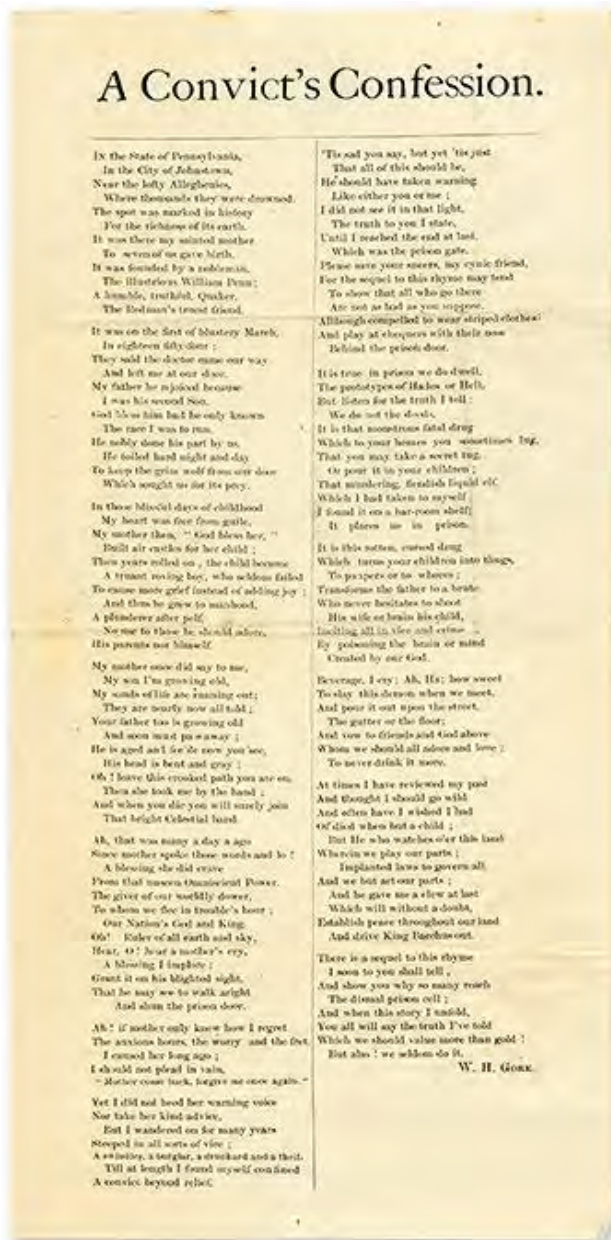 A Convict's Confession.
IN the State of Pennsylvania,
In the City of Johnstown,
Near the lofty Alleghenies,
Where thousands they were drowned.
The spot was marked in history
For the richness of its earth.
It was there my sainted mother
To seven of us gave birth.
It was founded by a nobleman,
The illustrious William Penn;
A humble, truthful, Quaker,
The Redman's truest friend.
It was on the first of blustery March,
In eighteen fifty-four;
They said the doctor came our way
And left me at our door.
My father he rejoiced because
I was his second Son,
God bless him had he only known
The race I was to run.
He nobly done his part by us,
He toiled hard night and day
To keep the grim wolf from our door
Which sought us for its prey.
In those blissful days of childhood
My heart was free from guile,
My mother then, "God bless her,"
Built air castles for her child;
Then years rolled on, the child became
A truant roving boy, who seldom failed
To cause more grief instead of adding joy;
And thus he grew to manhood,
A plunderer after pelf,
No use to those he should adore,
His parents nor himself.
My mother once did say to me,
My son I'm growing old,
My sands of life are running out;
They are nearly now all told;
Your father too is growing old
And soon must pass away;
He is aged and feeble now you see,
His head is bent and gray;
Oh! leave this crooked path you are on,
Then she took me by the hand;
And when you die you will surely join
That bright Celestial band.
Ah, that was many a day a ago
Since mother spoke those words and lo!
A blessing she did crave
From that unseen Omniscient Power.
The giver of our worldly dower,
To whom we flee in trouble's hour;
Our Nation's God and King.
Oh! Ruler of all earth and sky,
Hear, O! hear a mother's cry,
A blessing I implore;
Grant it on his blighted sight,
That he may see to walk aright
And shun the prison door.
Ah! if mother only knew how I regret
The anxious hours, the worry and the fret,
I caused her long ago;
I should not plead in vain,
"Mother come back, forgive me once again."
Yet I did not heed her warning voice
Nor take her kind advice,
But I wandered on for many years
Steeped in all sorts of vice;
A swindler, a burglar, a drunkard and a thief,
Till at length I found myself confined
A convict beyond relief.
'Tis sad you say, but yet 'tis just
That all of this should be,
He should have taken warning
Like either you or me;
I did not see it in that light,
The truth to you I state,
Until I reached the end at last,
Which was the prison gate.
Please save your sneers, my cynic friend,
For the sequel to this rhyme may tend
To show that all who go there
Are not as bad as you suppose.
Although compelled to wear striped clothes;
And play at checquers with their nose
Behind the prison door.
It is true in prison we do dwell,
The prototypes of Hades or Hell,
But listen for the truth I tell:
We do not the deeds,
It is that monstrous fatal drug
Which to your homes you sometimes lug,
That you may take a secret tug,
Or pour it in your children;
That murdering, fiendish liquid elf,
Which I had taken to myself
I found it on a bar-room shelf;
It places us in prison.
It is this rotten, cursed drug
Which turns your children into thugs,
To paupers or to whores;
Transforms the father to a brute
Who never hesitates to shoot
His wife or brain his child,
Inciting all in vice and crime
By poisoning the brain or mind
Created by our God.
Beverage, I cry; Ah, Ha; how sweet
To slay this demon when we meet,
And pour it out upon the street,
The gutter or the floor;
And vow to friends and God above
Whom we should all adore and love;
To never drink it more.
At times I have reviewed my past
And thought I should go wild
And often have I wished I had
Of died when but a child;
But He who watches o'er this land
Wherein we play our parts;
Implanted laws to govern all,
And we but act our parts;
And he gave me a clew at last
Which will without a doubt,
Establish peace throughout our land
And drive King Bacchus out.
There is a sequel to this rhyme
I soon to you shall tell,
And show you why so many reach
The dismal prison cell;
And when this story I unfold,
You all will say the truth I've told
Which we should value more than gold!
But alas! we seldom do it.
W. H. GORE.